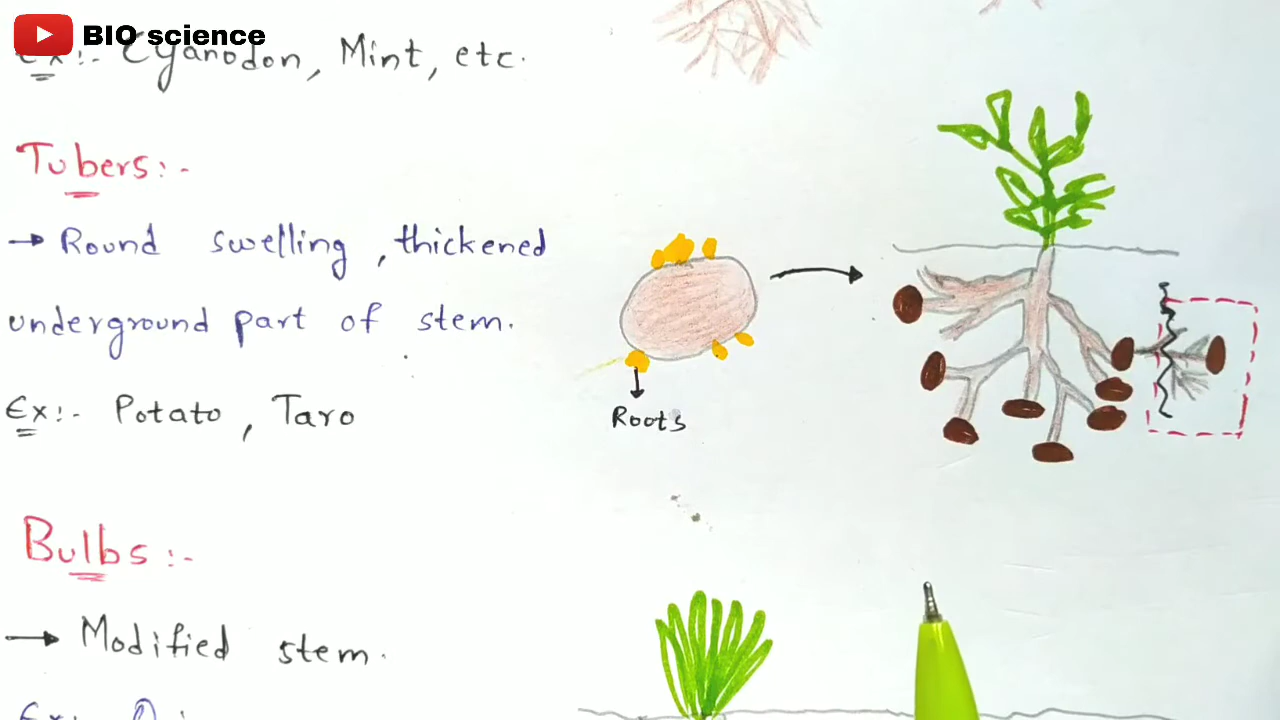 BIO science
Ex:- Cyanodon, Mint, etc.
Tubers:-
→ Round swelling, thickened
underground part of stem.
Ex:- Potato, Taro
Roots
Bulbs:-
→ Modified stem.
Ex: